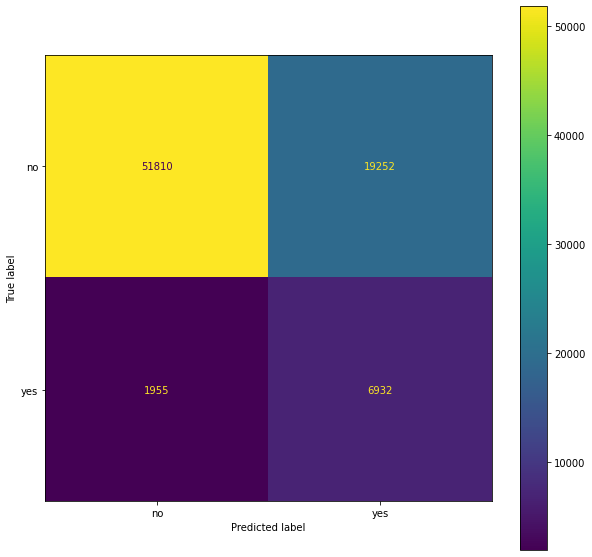 50000
no
51810
19252
40000
True label
30000
20000
yes
1955
6932
10000
no
yes
Predicted label